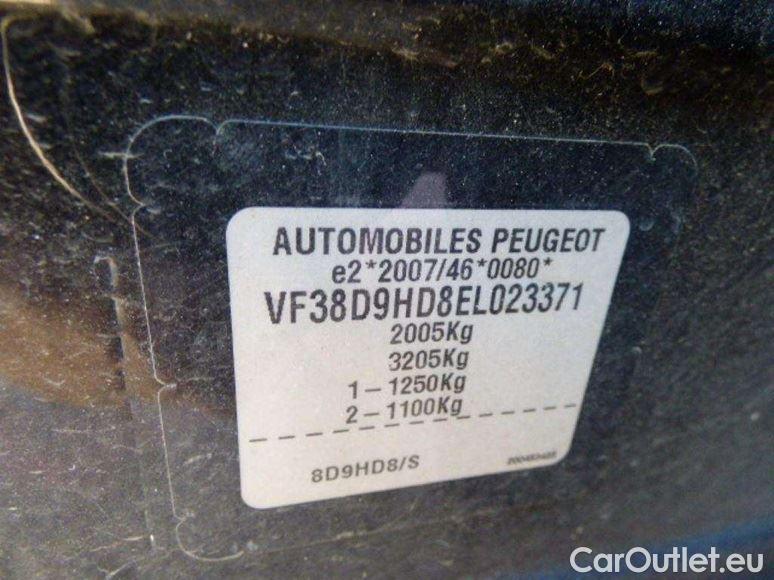 AUTOMOBILES PEUGEOT
e2*2007/46*0080*
VF38D9HD8EL023371
2005Kg
3205Kg
1-1250Kg
2-1100Kg
8D9HD8/S
CarOutlet.eu